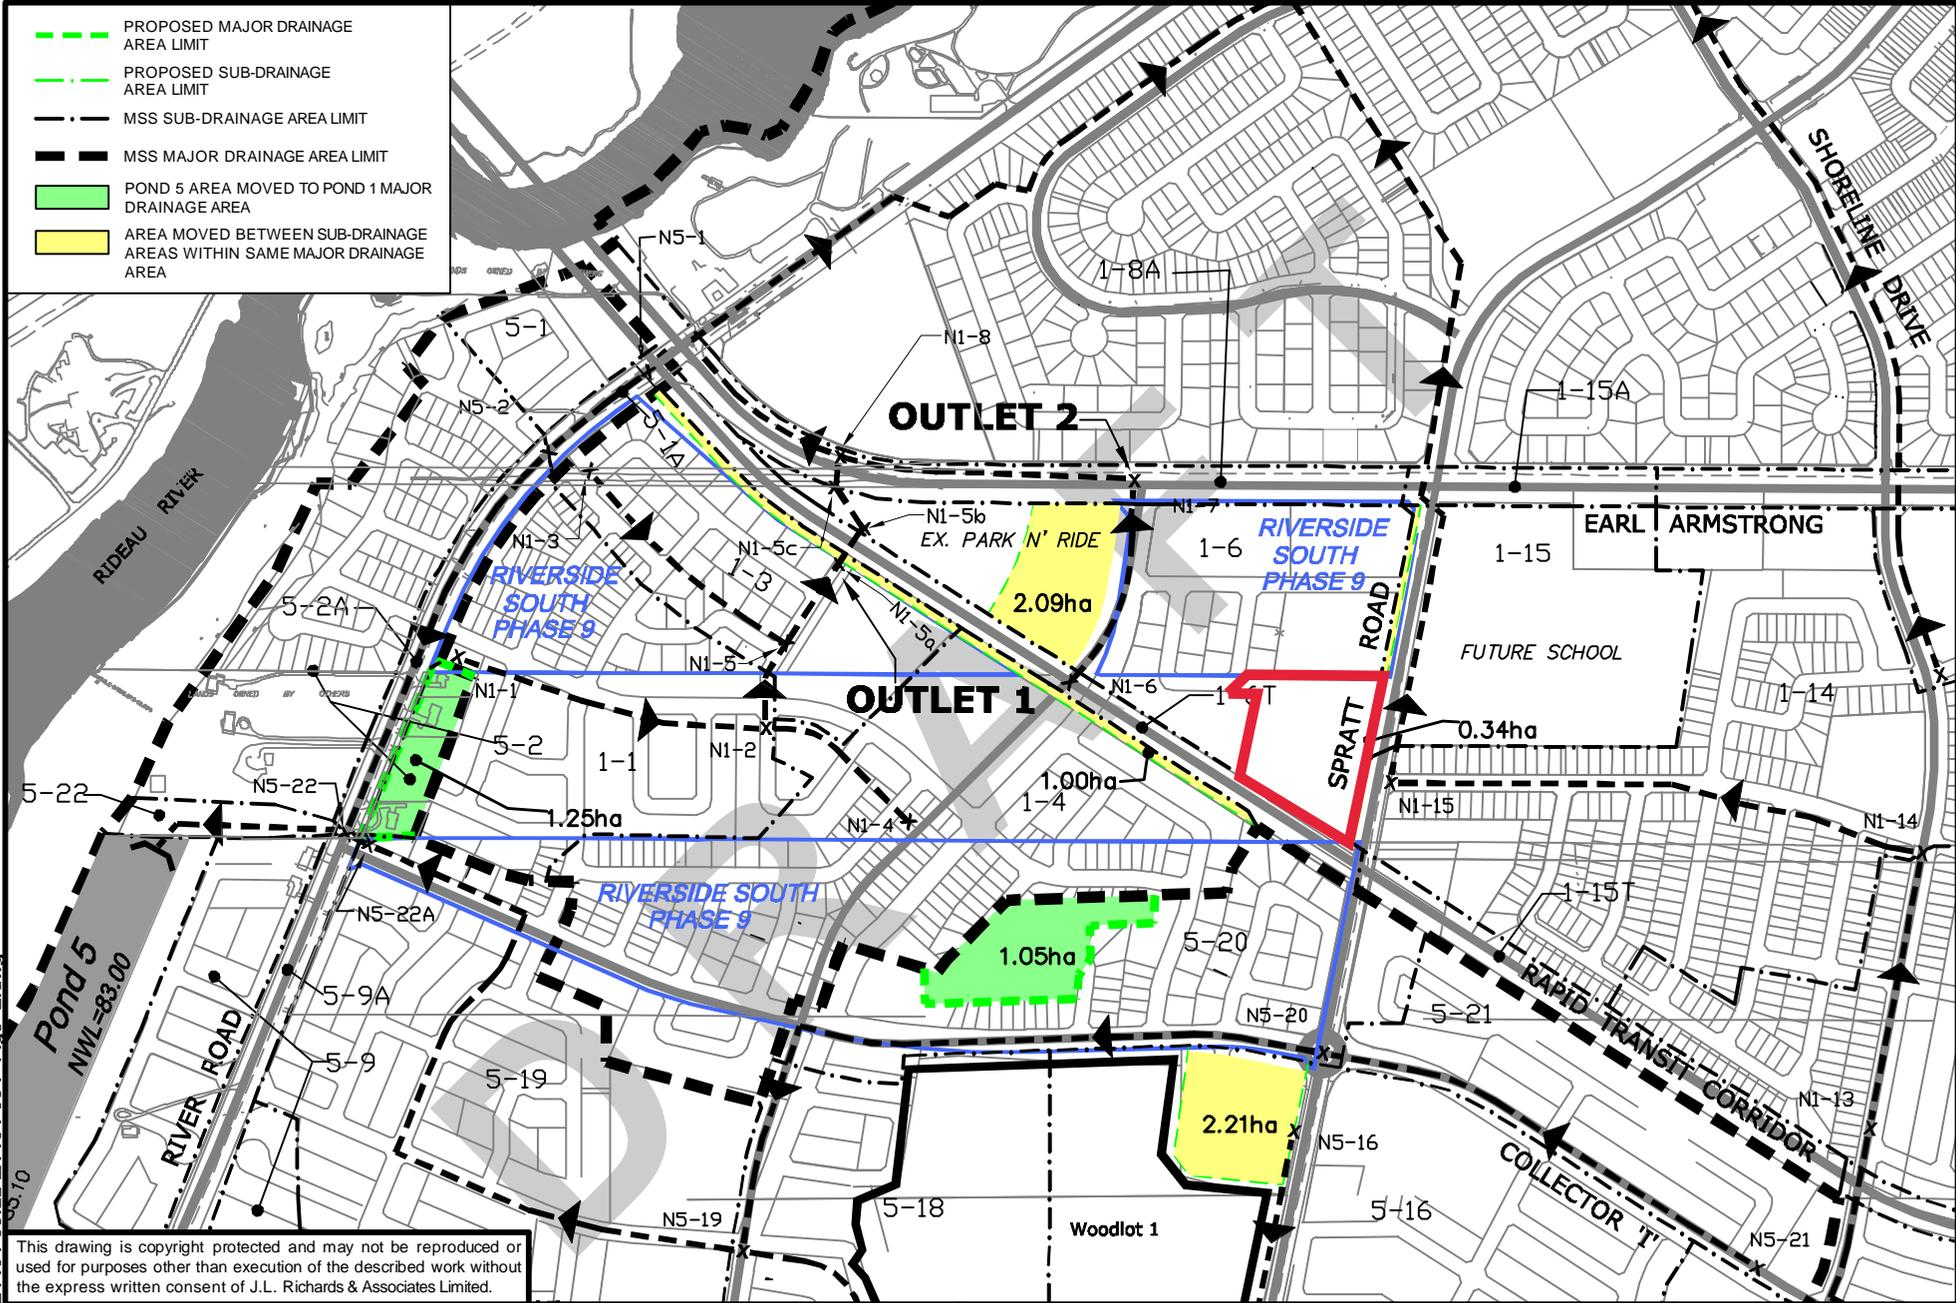 PROPOSED MAJOR DRAINAGE
AREA LIMIT
PROPOSED SUB-DRAINAGE
AREA LIMIT
MSS SUB-DRAINAGE AREA LIMIT
MSS MAJOR DRAINAGE AREA LIMIT
POND 5 AREA MOVED TO POND 1 MAJOR
DRAINAGE AREA
AREA MOVED BETWEEN SUB-DRAINAGE
AREAS WITHIN SAME MAJOR DRAINAGE
AREA
SHORELINE DRIVE
N5-1
1-8A
5-1
N1-8
N5-2
OUTLET 2
1-15A
5-1A
RIDEAU RIVER
N1-7
N1-5b
EX. PARK N' RIDE
RIVERSIDE
SOUTH
PHASE 9
EARL ARMSTRONG
N1-3
N1-5c
1-6
1-15
1-3
RIVERSIDE
SOUTH
PHASE 9
2.09ha
5-2A
N1-5a
ROAD
FUTURE SCHOOL
N1-5
LANDS OWNED BY OTHERS
N1-1
OUTLET 1
N1-6
1-14
SPRATT
0.34ha
5-2
N1-2
1-1
1.00ha
5-22
N5-22
1-4
N1-15
1.25ha
N1-4
N1-14
RIVERSIDE SOUTH
PHASE 9
1-15T
N5-22A
5-20
1.05ha
Pond 5
NWL=83.00
5-9A
RAPID TRANSIT CORRIDOR
N5-20
5-21
RIVER ROAD
5-9
5-19
N1-13
2.21ha
N5-16
COLLECTOR 'I'
5-18
N5-19
Woodlot 1
5-16
N5-21
This drawing is copyright protected and may not be reproduced or
used for purposes other than execution of the described work without
the express written consent of J.L. Richards & Associates Limited.
DRAFT